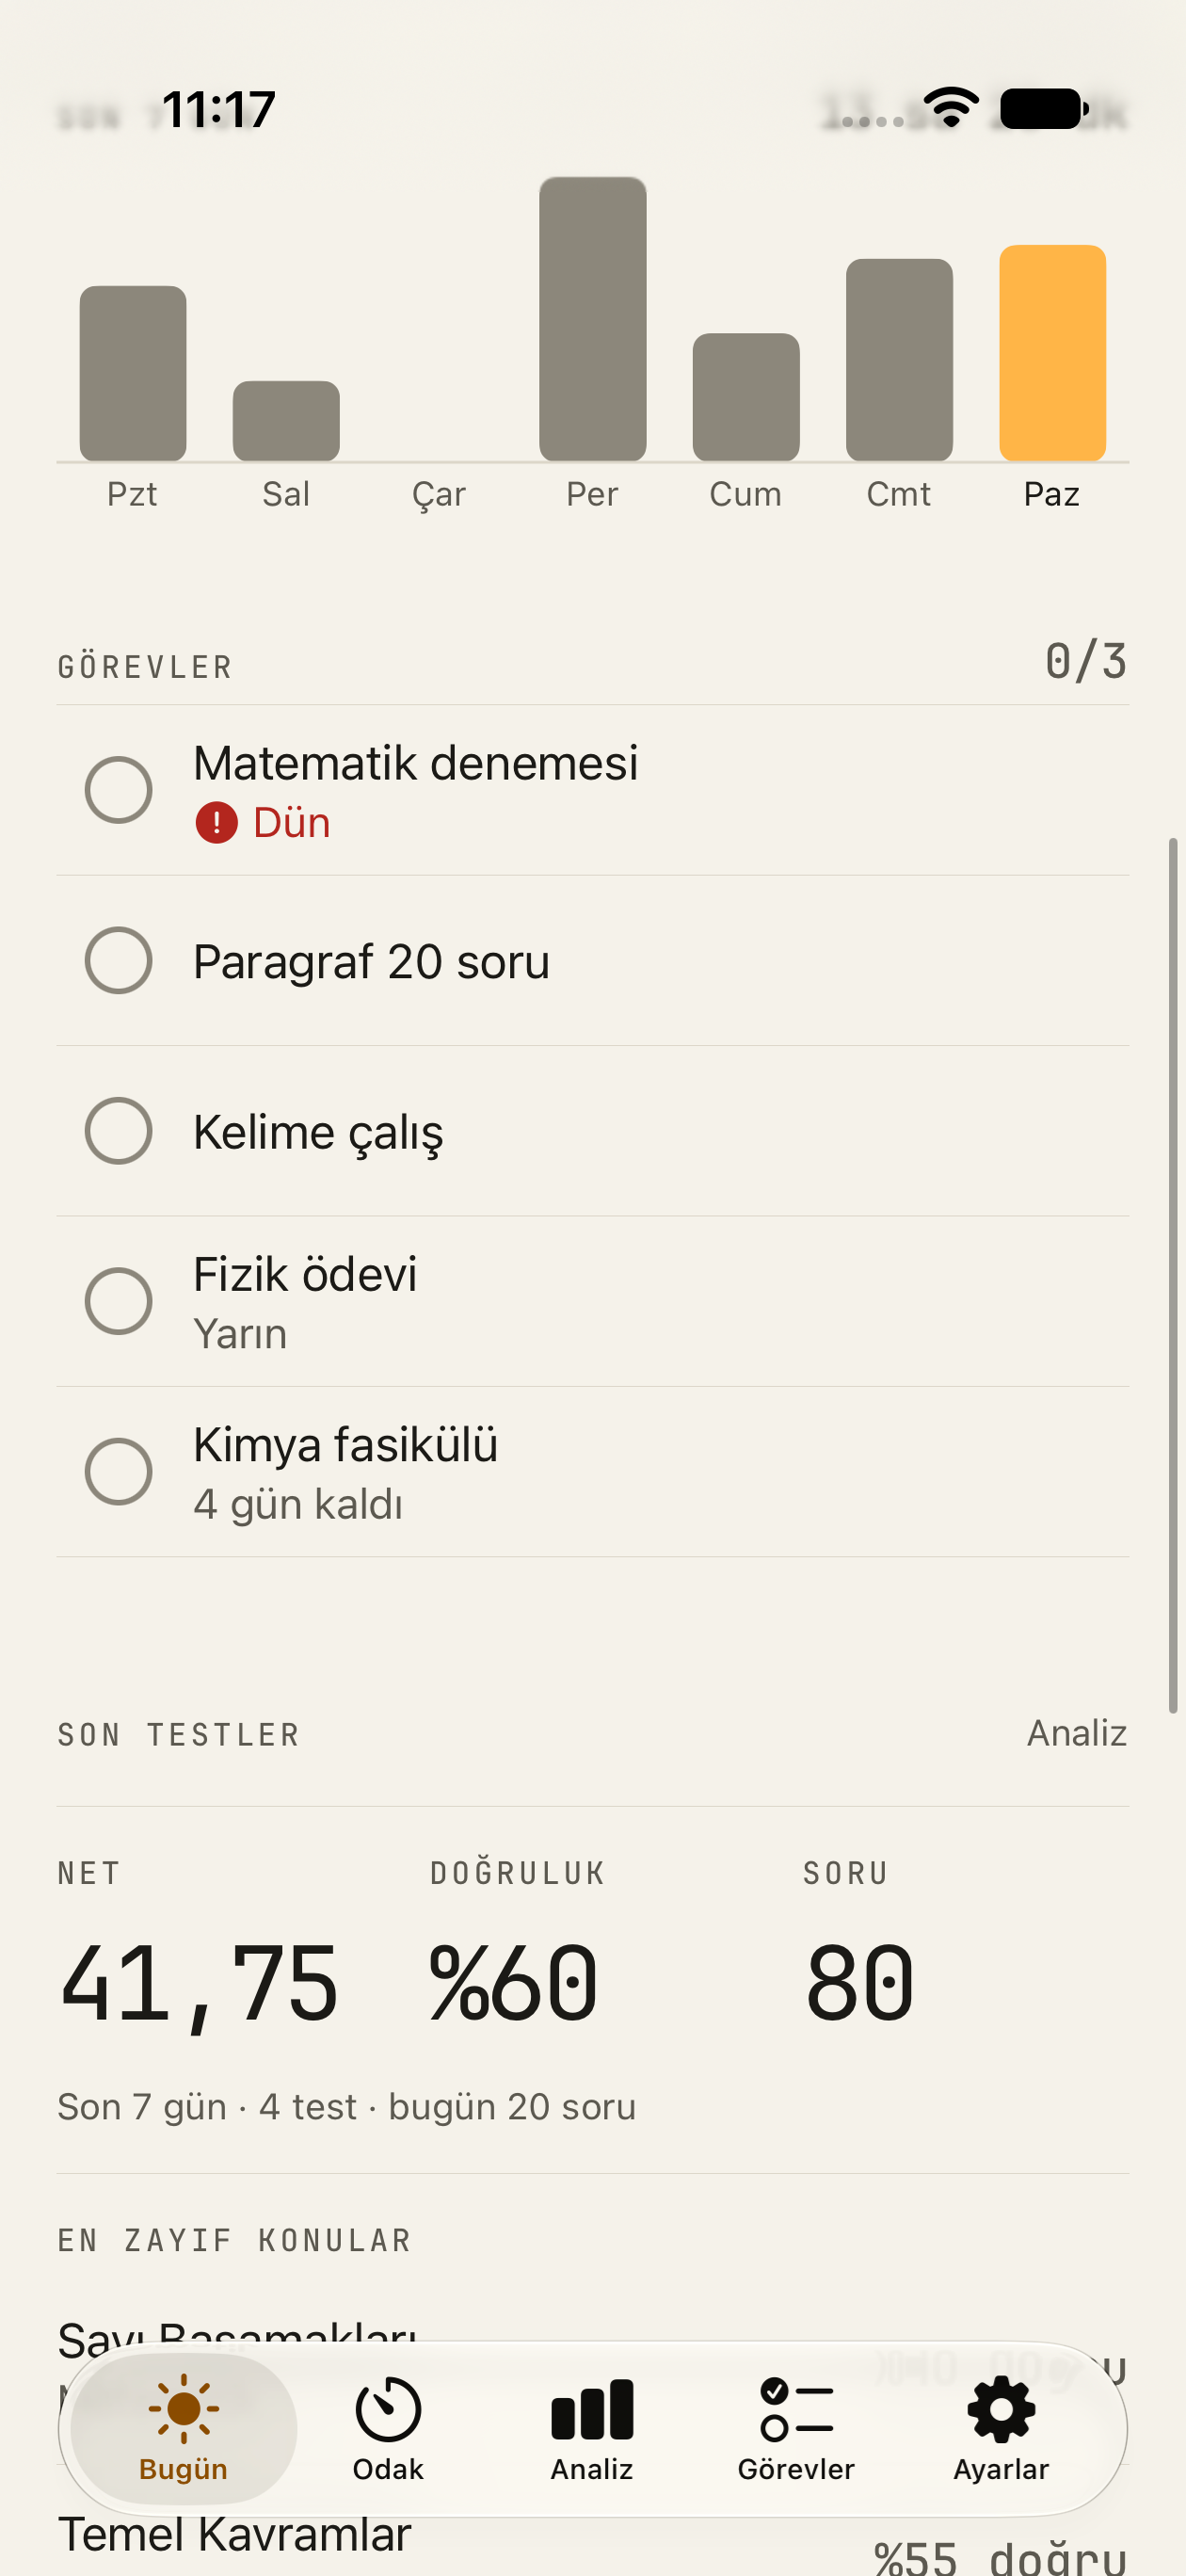 11:17
Pzt Sal Çar Per Cum Cmt Paz
GÖREVLER 0/3
Matematik denemesi
Dün
Paragraf 20 soru
Kelime çalış
Fizik ödevi
Yarın
Kimya fasikülü
4 gün kaldı
SON TESTLER Analiz
NET DOĞRULUK SORU
41,75 %60 80
Son 7 gün · 4 test · bugün 20 soru
EN ZAYIF KONULAR
Sayı Basamakları
Bugün Odak Analiz Görevler Ayarlar
Temel Kavramlar
%55 doğru